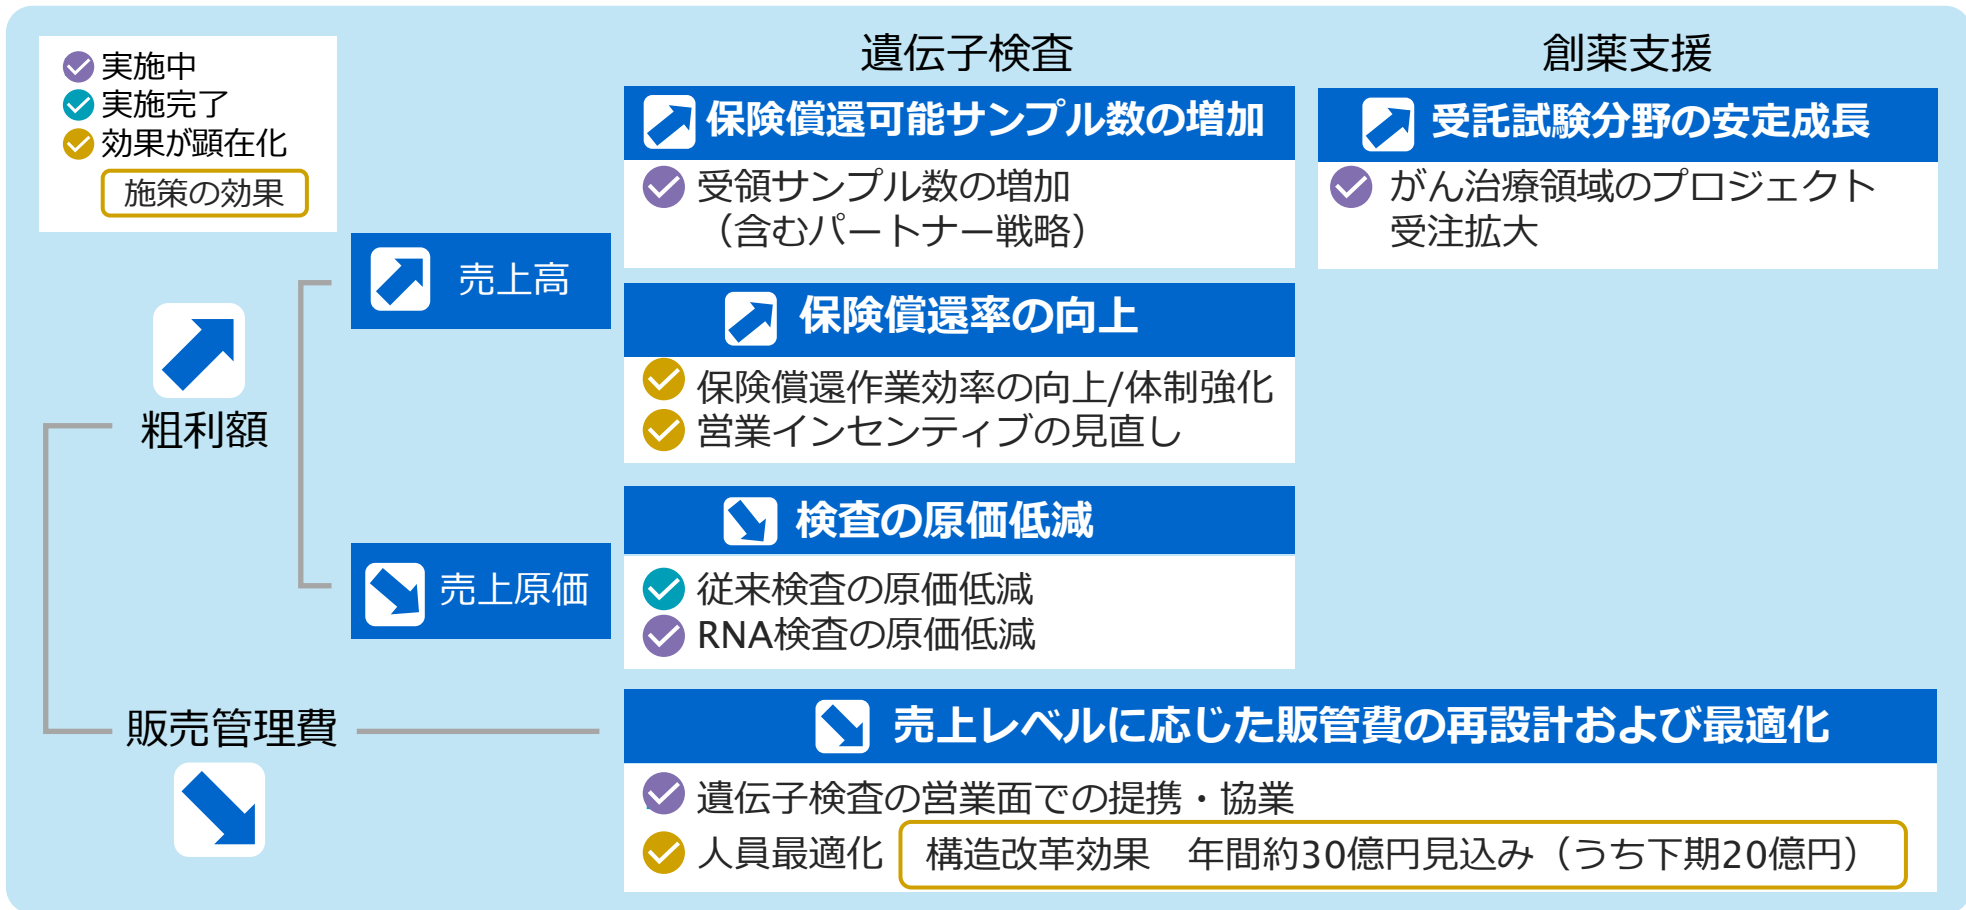 実施中
実施完了
効果が顕在化
施策の効果
遺伝子検査
創薬支援
保険償還可能サンプル数の増加
受領サンプル数の増加
（含むパートナー戦略）
受託試験分野の安定成長
がん治療領域のプロジェクト
受注拡大
売上高
保険償還率の向上
保険償還作業効率の向上/体制強化
営業インセンティブの見直し
粗利額
売上原価
検査の原価低減
従来検査の原価低減
RNA検査の原価低減
販売管理費
売上レベルに応じた販管費の再設計および最適化
遺伝子検査の営業面での提携・協業
人員最適化
構造改革効果　年間約30億円見込み（うち下期20億円）